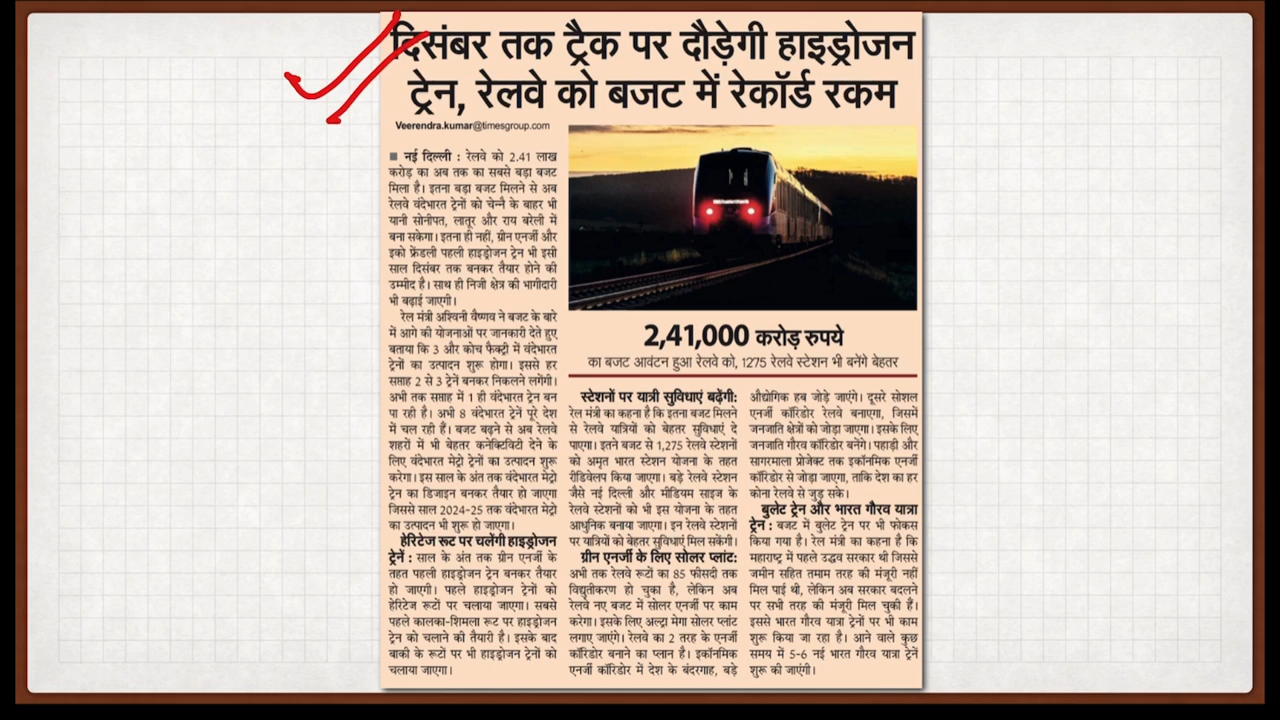 दिसंबर तक ट्रैक पर दौड़ेगी हाइड्रोजन
ट्रेन, रेलवे को बजट में रेकॉर्ड रकम
Veerendra.kumar@timesgroup.com
■ नई दिल्ली : रेलवे को 2.41 लाख
करोड़ का अब तक का सबसे बड़ा बजट
मिला है। इतना बड़ा बजट मिलने से अब
रेलवे वंदेभारत ट्रेनों को चेन्नै के बाहर भी
यानी सोनीपत, लातूर और राय बरेली में
बना सकेगा। इतना ही नहीं, ग्रीन एनर्जी और
इको फ्रेंडली पहली हाइड्रोजन ट्रेन भी इसी
साल दिसंबर तक बनकर तैयार होने की
उम्मीद है। साथ ही निजी क्षेत्र की भागीदारी
भी बढ़ाई जाएगी।
रेल मंत्री अश्विनी वैष्णव ने बजट के बारे
में आगे की योजनाओं पर जानकारी देते हुए
बताया कि 3 और कोच फैक्ट्री में वंदेभारत
ट्रेनों का उत्पादन शुरू होगा। इससे हर
सप्ताह 2 से 3 ट्रेनें बनकर निकलने लगेंगी।
अभी तक सप्ताह में 1 ही वंदेभारत ट्रेन बन
पा रही है। अभी 8 वंदेभारत ट्रेनें पूरे देश
में चल रही हैं। बजट बढ़ने से अब रेलवे
शहरों में भी बेहतर कनेक्टिविटी देने के
लिए वंदेभारत मेट्रो ट्रेनों का उत्पादन शुरू
करेगा। इस साल के अंत तक वंदेभारत मेट्रो
ट्रेन का डिजाइन बनकर तैयार हो जाएगा
जिससे साल 2024-25 तक वंदेभारत मेट्रो
का उत्पादन भी शुरू हो जाएगा।
हेरिटेज रूट पर चलेंगी हाइड्रोजन
ट्रेनें : साल के अंत तक ग्रीन एनर्जी के
तहत पहली हाइड्रोजन ट्रेन बनकर तैयार
हो जाएगी। पहले हाइड्रोजन ट्रेनों को
हेरिटेज रूटों पर चलाया जाएगा। सबसे
पहले कालका-शिमला रूट पर हाइड्रोजन
ट्रेन को चलाने की तैयारी है। इसके बाद
बाकी के रूटों पर भी हाइड्रोजन ट्रेनों को
चलाया जाएगा।
2,41,000 करोड़ रुपये
का बजट आवंटन हुआ रेलवे को, 1275 रेलवे स्टेशन भी बनेंगे बेहतर
स्टेशनों पर यात्री सुविधाएं बढ़ेंगी:
रेल मंत्री का कहना है कि इतना बजट मिलने
से रेलवे यात्रियों को बेहतर सुविधाएं दे
पाएगा। इतने बजट से 1,275 रेलवे स्टेशनों
को अमृत भारत स्टेशन योजना के तहत
रीडिवेलप किया जाएगा। बड़े रेलवे स्टेशन
जैसे नई दिल्ली और मीडियम साइज के
रेलवे स्टेशनों को भी इस योजना के तहत
आधुनिक बनाया जाएगा। इन रेलवे स्टेशनों
पर यात्रियों को बेहतर सुविधाएं मिल सकेंगी।
ग्रीन एनर्जी के लिए सोलर प्लांट:
अभी तक रेलवे रूटों का 85 फीसदी तक
विद्युतीकरण हो चुका है, लेकिन अब
रेलवे नए बजट में सोलर एनर्जी पर काम
करेगा। इसके लिए अल्ट्रा मेगा सोलर प्लांट
लगाए जाएंगे। रेलवे का 2 तरह के एनर्जी
कॉरिडोर बनाने का प्लान है। इकॉनमिक
एनर्जी कॉरिडोर में देश के बंदरगाह, बड़े
औद्योगिक हब जोड़े जाएंगे। दूसरे सोशल
एनर्जी कॉरिडोर रेलवे बनाएगा, जिसमें
जनजाति क्षेत्रों को जोड़ा जाएगा। इसके लिए
जनजाति गौरव कॉरिडोर बनेंगे। पहाड़ी और
सागरमाला प्रोजेक्ट तक इकॉनमिक एनर्जी
कॉरिडोर से जोड़ा जाएगा, ताकि देश का हर
कोना रेलवे से जुड़ सके।
बुलेट ट्रेन और भारत गौरव यात्रा
ट्रेन : बजट में बुलेट ट्रेन पर भी फोकस
किया गया है। रेल मंत्री का कहना है कि
महाराष्ट्र में पहले उद्धव सरकार थी जिससे
जमीन सहित तमाम तरह की मंजूरी नहीं
मिल पाई थी, लेकिन अब सरकार बदलने
पर सभी तरह की मंजूरी मिल चुकी हैं।
इससे भारत गौरव यात्रा ट्रेनों पर भी काम
शुरू किया जा रहा है। आने वाले कुछ
समय में 5-6 नई भारत गौरव यात्रा ट्रेनें
शुरू की जाएंगी।